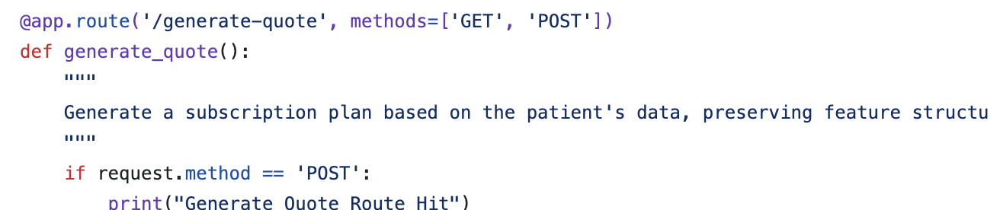 @app.route('/generate-quote', methods=['GET', 'POST'])
def generate_quote():
    """
    Generate a subscription plan based on the patient's data, preserving feature structu
    """
    if request.method == 'POST':
        print("Generate Quote Route Hit")